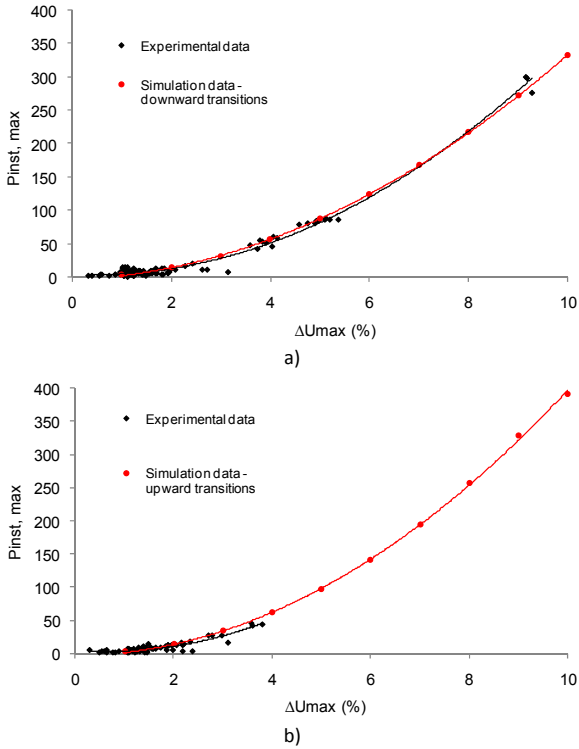 400
350
300
250
200
150
100
50
0
Pinst, max
Experimental data
Simulation data -
downward transitions
0 2 4 6 8 10
ΔUmax (%)
a)
400
350
300
250
200
150
100
50
0
Pinst, max
Experimental data
Simulation data -
upward transitions
0 2 4 6 8 10
ΔUmax (%)
b)